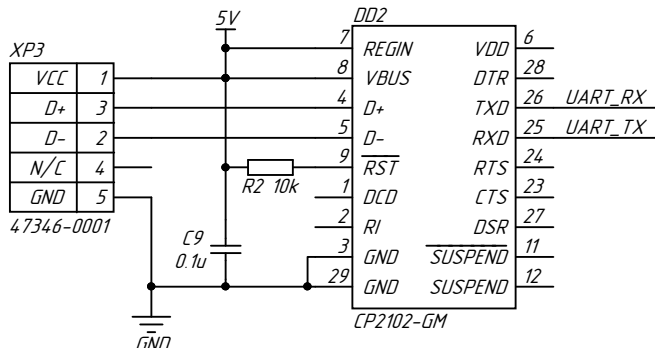 5V
XP3
VCC 1
D+ 3
D- 2
N/C 4
GND 5
47346-0001
R2 10k
C9
0.1u
GND
DD2
7 REGIN VDD 6
8 VBUS DTR 28
4 D+ TXD 26 UART_RX
5 D- RXD 25 UART_TX
9 RST RTS 24
1 DCD CTS 23
2 RI DSR 27
3 GND SUSPEND 11
29 GND SUSPEND 12
CP2102-GM